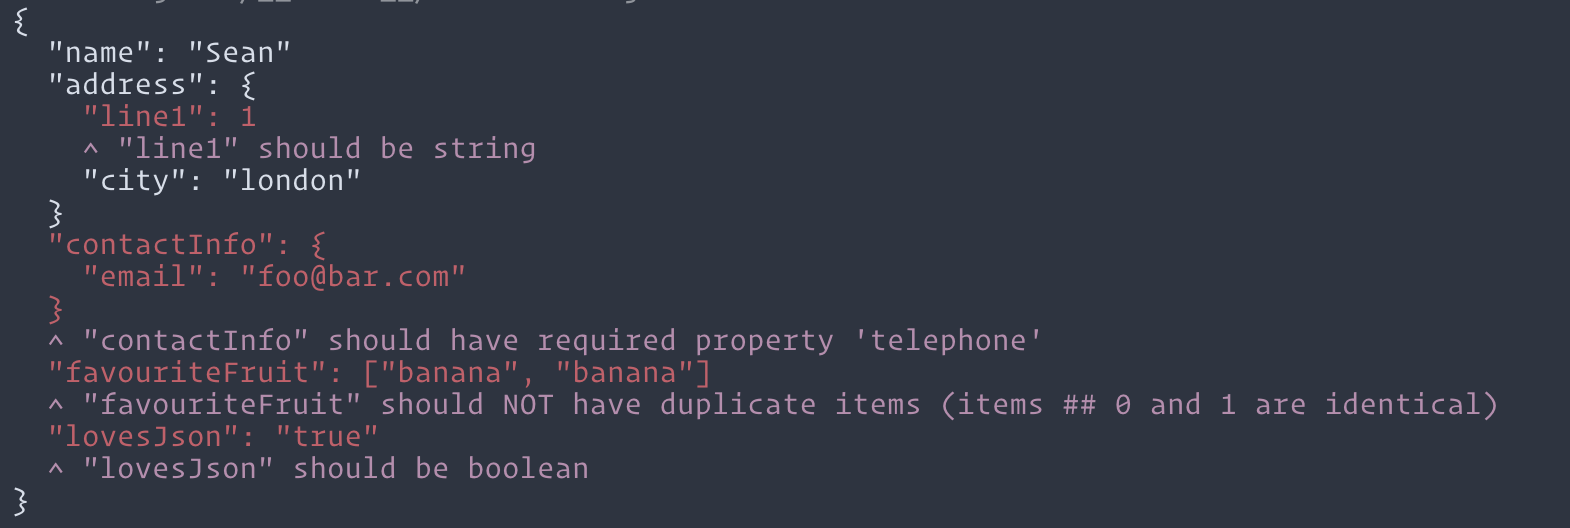 {
  "name": "Sean"
  "address": {
    "line1": 1
    ^ "line1" should be string
    "city": "london"
  }
  "contactInfo": {
    "email": "foo@bar.com"
  }
  ^ "contactInfo" should have required property 'telephone'
  "favouriteFruit": ["banana", "banana"]
  ^ "favouriteFruit" should NOT have duplicate items (items ## 0 and 1 are identical)
  "lovesJson": "true"
  ^ "lovesJson" should be boolean
}